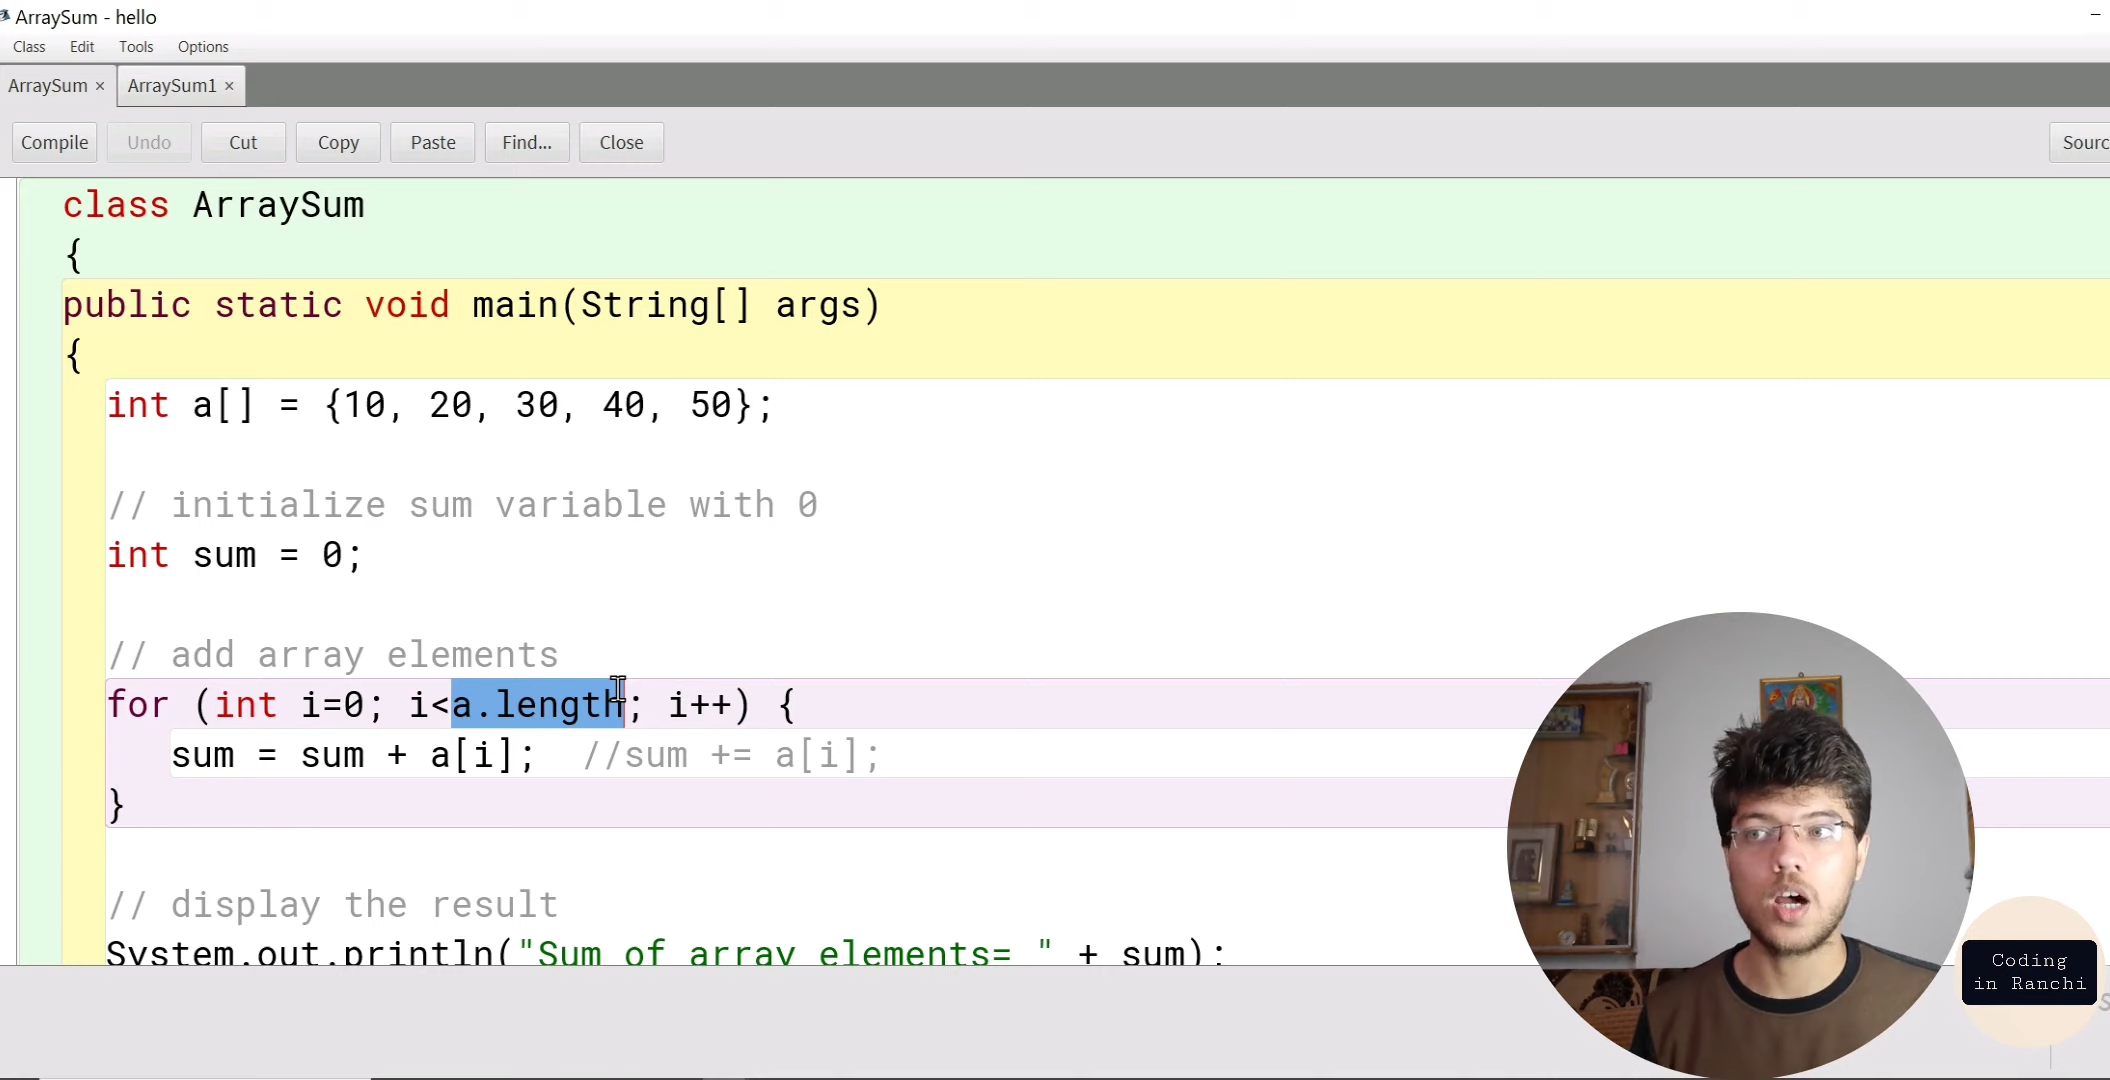 ArraySum - hello
Class Edit Tools Options
ArraySum × ArraySum1 ×
Compile Undo Cut Copy Paste Find... Close Sourc
class ArraySum
{
public static void main(String[] args)
{
int a[] = {10, 20, 30, 40, 50};
// initialize sum variable with 0
int sum = 0;
// add array elements
for (int i=0; i<a.length; i++) {
sum = sum + a[i]; //sum += a[i];
}
// display the result
System.out.println("Sum of array elements= " + sum);
Coding
in Ranchi